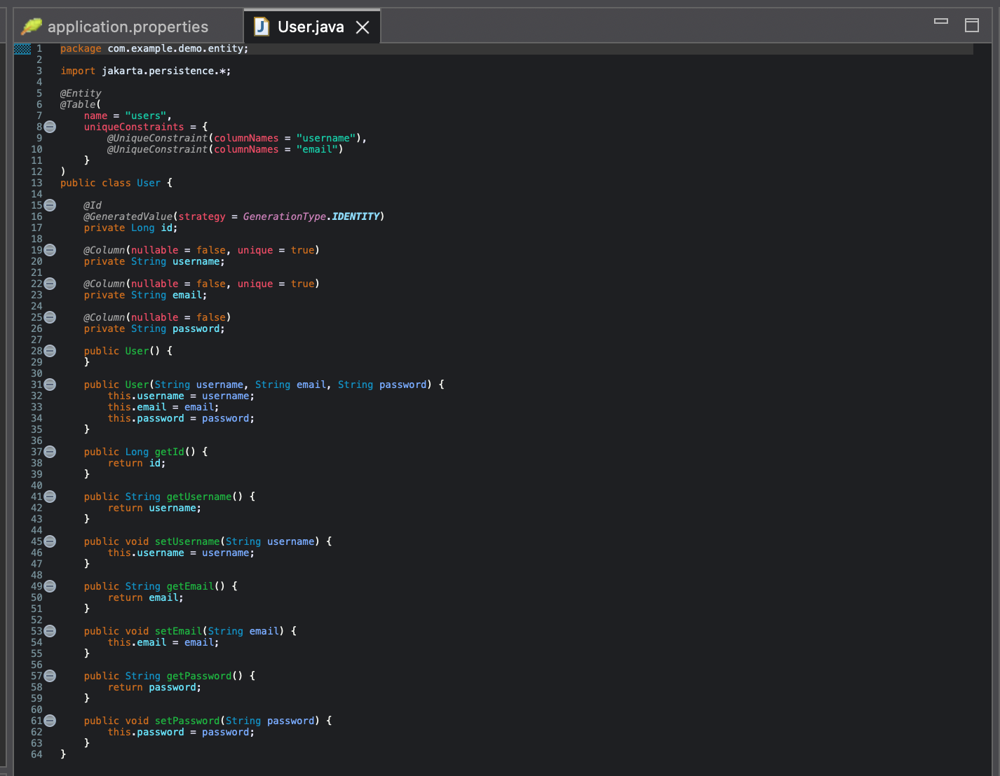 application.properties
User.java
1 package com.example.demo.entity;
2
3 import jakarta.persistence.*;
4
5 @Entity
6 @Table(
7     name = "users",
8     uniqueConstraints = {
9         @UniqueConstraint(columnNames = "username"),
10         @UniqueConstraint(columnNames = "email")
11     }
12 )
13 public class User {
14
15     @Id
16     @GeneratedValue(strategy = GenerationType.IDENTITY)
17     private Long id;
18
19     @Column(nullable = false, unique = true)
20     private String username;
21
22     @Column(nullable = false, unique = true)
23     private String email;
24
25     @Column(nullable = false)
26     private String password;
27
28     public User() {
29     }
30
31     public User(String username, String email, String password) {
32         this.username = username;
33         this.email = email;
34         this.password = password;
35     }
36
37     public Long getId() {
38         return id;
39     }
40
41     public String getUsername() {
42         return username;
43     }
44
45     public void setUsername(String username) {
46         this.username = username;
47     }
48
49     public String getEmail() {
50         return email;
51     }
52
53     public void setEmail(String email) {
54         this.email = email;
55     }
56
57     public String getPassword() {
58         return password;
59     }
60
61     public void setPassword(String password) {
62         this.password = password;
63     }
64 }